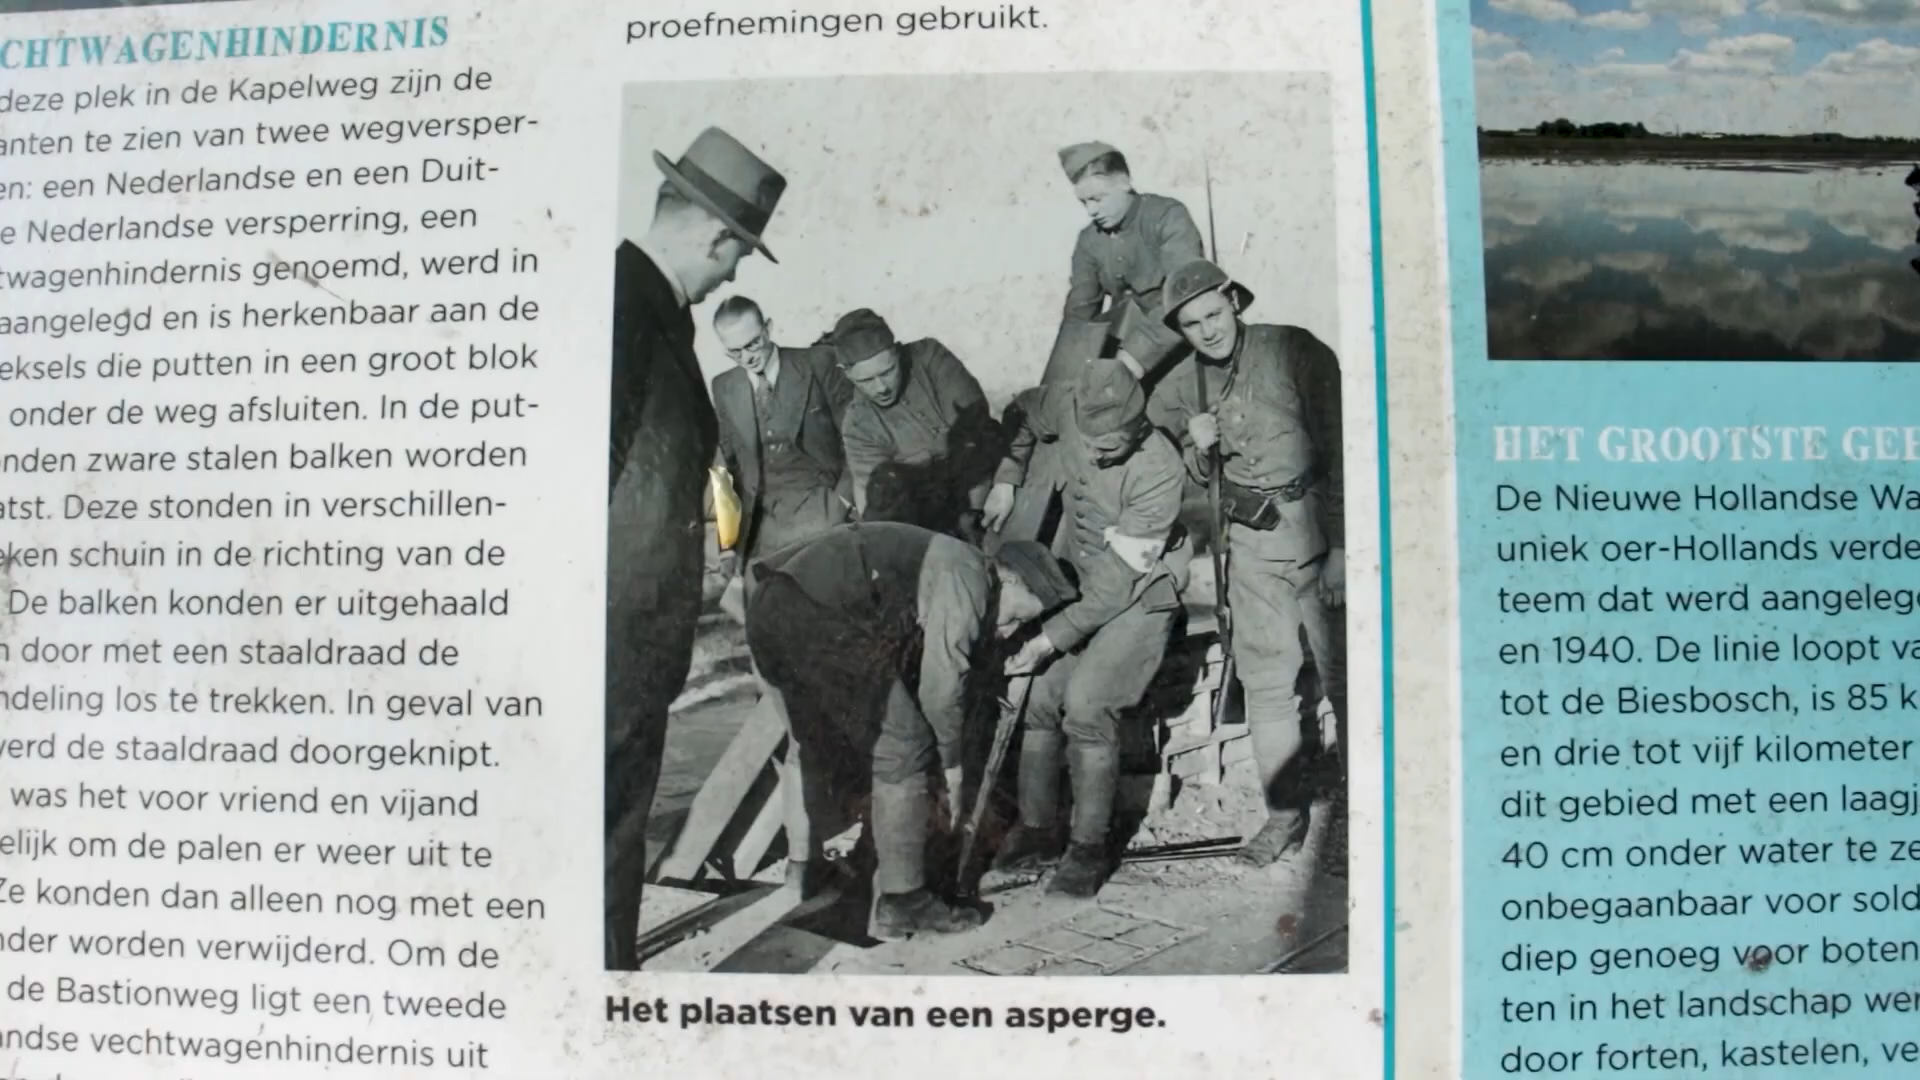 CHTWAGENHINDERNIS
deze plek in de Kapelweg zijn de
anten te zien van twee wegversper-
en: een Nederlandse en een Duit-
e Nederlandse versperring, een
twagenhindernis genoemd, werd in
aangelegd en is herkenbaar aan de
eksels die putten in een groot blok
onder de weg afsluiten. In de put-
nden zware stalen balken worden
atst. Deze stonden in verschillen-
eken schuin in de richting van de
De balken konden er uitgehaald
n door met een staaldraad de
ndeling los te trekken. In geval van
werd de staaldraad doorgeknipt.
was het voor vriend en vijand
elijk om de palen er weer uit te
Ze konden dan alleen nog met een
nder worden verwijderd. Om de
de Bastionweg ligt een tweede
andse vechtwagenhindernis uit
proefnemingen gebruikt.
Het plaatsen van een asperge.
HET GROOTSTE GEH
De Nieuwe Hollandse Wa
uniek oer-Hollands verde
teem dat werd aangeleg
en 1940. De linie loopt va
tot de Biesbosch, is 85 k
en drie tot vijf kilometer
dit gebied met een laagj
40 cm onder water te ze
onbegaanbaar voor sold
diep genoeg voor boten
ten in het landschap wer
door forten, kastelen, ve